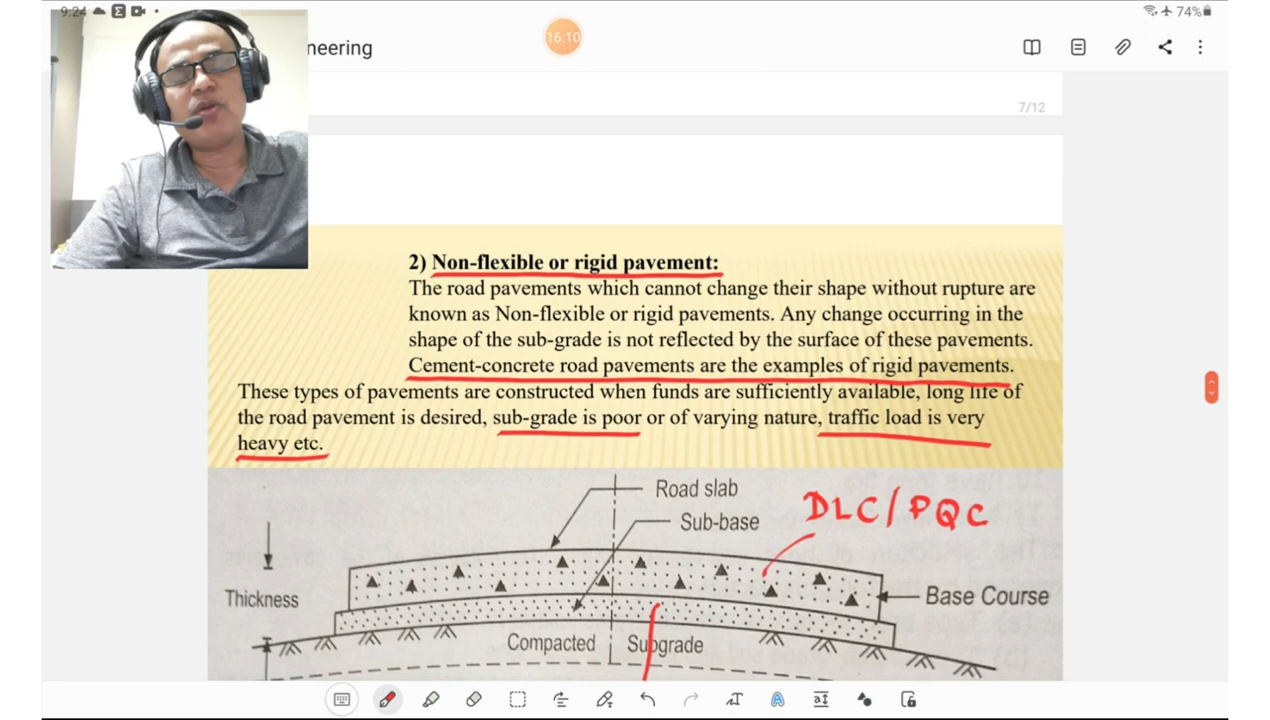 9:24
74%
neering
16:10
7/12
2) Non-flexible or rigid pavement:
The road pavements which cannot change their shape without rupture are
known as Non-flexible or rigid pavements. Any change occurring in the
shape of the sub-grade is not reflected by the surface of these pavements.
Cement-concrete road pavements are the examples of rigid pavements.
These types of pavements are constructed when funds are sufficiently available, long life of
the road pavement is desired, sub-grade is poor or of varying nature, traffic load is very
heavy etc.
Road slab
DLC/PQC
Sub-base
Thickness
Base Course
Compacted Subgrade